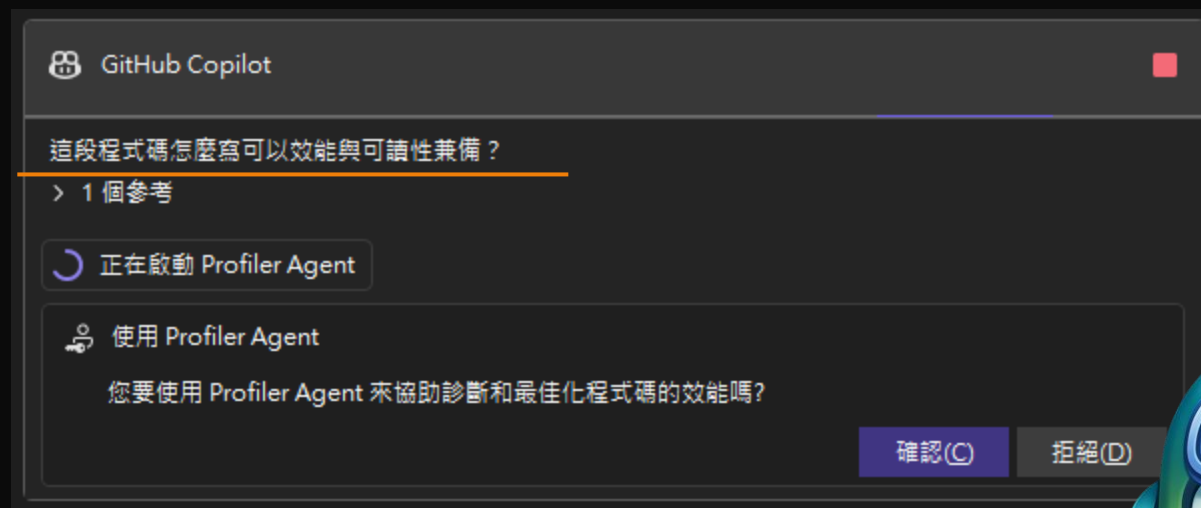 GitHub Copilot
這段程式碼怎麼寫可以效能與可讀性兼備？
1 個參考
正在啟動 Profiler Agent
使用 Profiler Agent
您要使用 Profiler Agent 來協助診斷和最佳化程式碼的效能嗎?
確認(C) 拒絕(D)